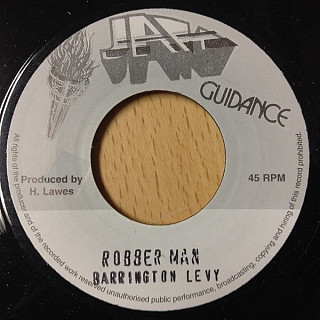 JAH
GUIDANCE
Produced by
H. Lawes
45 RPM
ROBBER MAN
BARRINGTON LEVY
All rights of the producer and of the owner of the recorded work reserved unauthorised public performance, broadcasting, copying and hiring of this record prohibited.